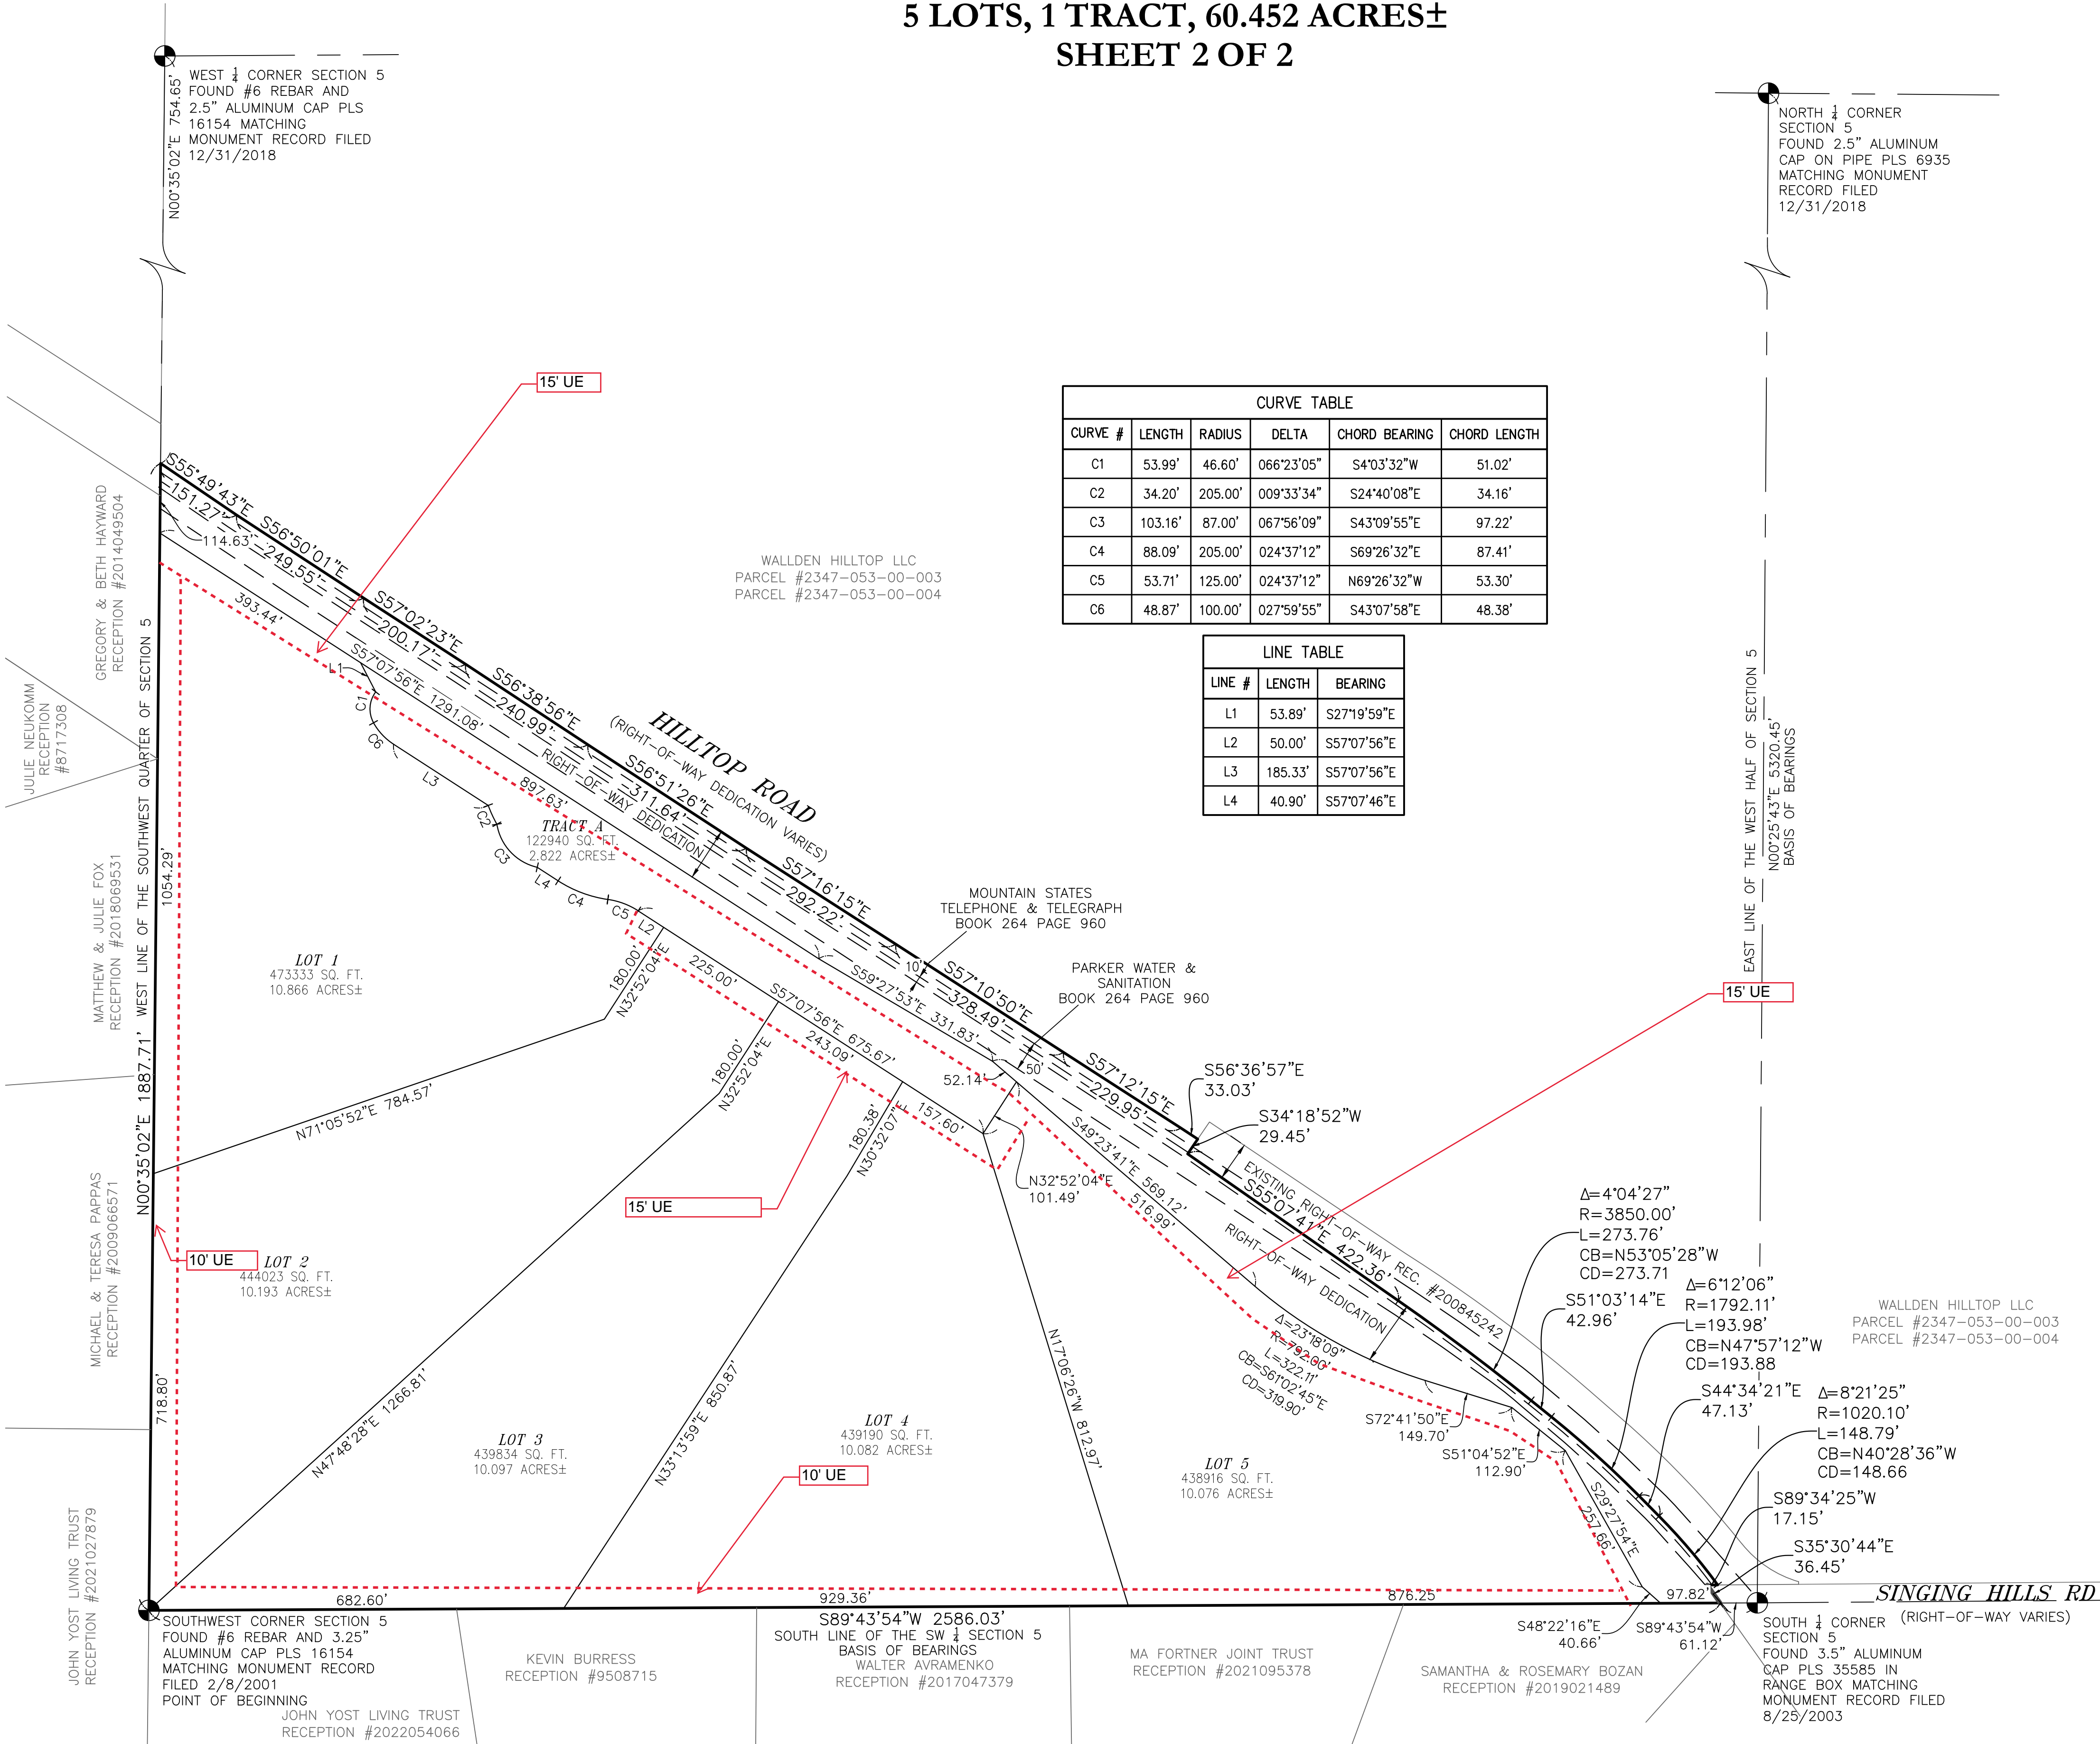 5 LOTS, 1 TRACT, 60.452 ACRES±
SHEET 2 OF 2
WEST 1/4 CORNER SECTION 5
FOUND #6 REBAR AND
2.5" ALUMINUM CAP PLS
16154 MATCHING
MONUMENT RECORD FILED
12/31/2018
N00°35'02"E 754.65'
NORTH 1/4 CORNER
SECTION 5
FOUND 2.5" ALUMINUM
CAP ON PIPE PLS 6935
MATCHING MONUMENT
RECORD FILED
12/31/2018
15' UE
CURVE TABLE
CURVE # LENGTH RADIUS DELTA CHORD BEARING CHORD LENGTH
C1 53.99' 46.60' 066°23'05" S4°03'32"W 51.02'
C2 34.20' 205.00' 009°33'34" S24°40'08"E 34.16'
C3 103.16' 87.00' 067°56'09" S43°09'55"E 97.22'
C4 88.09' 205.00' 024°37'12" S69°26'32"E 87.41'
C5 53.71' 125.00' 024°37'12" N69°26'32"W 53.30'
C6 48.87' 100.00' 027°59'55" S43°07'58"E 48.38'
LINE TABLE
LINE # LENGTH BEARING
L1 53.89' S27°19'59"E
L2 50.00' S57°07'56"E
L3 185.33' S57°07'56"E
L4 40.90' S57°07'46"E
WALLDEN HILLTOP LLC
PARCEL #2347-053-00-003
PARCEL #2347-053-00-004
S55°49'43"E
151.27'
114.63'
S56°50'01"E
249.55'
S57°02'23"E
200.17'
S56°38'56"E
240.99'
S56°51'26"E
311.64'
S57°16'15"E
292.22'
S57°10'50"E
328.49'
S57°12'15"E
229.95'
HILLTOP ROAD
(RIGHT-OF-WAY DEDICATION VARIES)
RIGHT-OF-WAY DEDICATION
393.44'
S57°07'56"E 1291.08'
897.63'
L1
C1
C6
L3
C2
C3
L4
C4
C5
L2
TRACT A
122940 SQ. FT.
2.822 ACRES±
GREGORY & BETH HAYWARD
RECEPTION #2014049504
JULIE NEUKOMM
RECEPTION
#8717308
MATTHEW & JULIE FOX
RECEPTION #2018069531
MICHAEL & TERESA PAPPAS
RECEPTION #2009066571
JOHN YOST LIVING TRUST
RECEPTION #2021027879
N00°35'02"E 1887.71' WEST LINE OF THE SOUTHWEST QUARTER OF SECTION 5
1054.29'
718.80'
MOUNTAIN STATES
TELEPHONE & TELEGRAPH
BOOK 264 PAGE 960
PARKER WATER &
SANITATION
BOOK 264 PAGE 960
10'
50'
S59°27'53"E 331.83'
52.14'
EAST LINE OF THE WEST HALF OF SECTION 5
N00°25'43"E 5320.45'
BASIS OF BEARINGS
15' UE
LOT 1
473333 SQ. FT.
10.866 ACRES±
180.00'
N32°52'04"E
225.00'
S57°07'56"E 675.67'
243.09'
180.00'
N32°52'04"E
180.38'
N30°32'07"E
157.60'
N32°52'04"E
101.49'
N71°05'52"E 784.57'
15' UE
10' UE
LOT 2
444023 SQ. FT.
10.193 ACRES±
S56°36'57"E
33.03'
S34°18'52"W
29.45'
EXISTING RIGHT-OF-WAY REC. #200845242
S55°07'41"E 422.36'
RIGHT-OF-WAY DEDICATION
S49°23'41"E 569.12'
516.99'
Δ=23°18'09"
R=792.00'
L=322.11'
CB=S61°02'45"E
CD=319.90'
Δ=4°04'27"
R=3850.00'
L=273.76'
CB=N53°05'28"W
CD=273.71
S51°03'14"E
42.96'
Δ=6°12'06"
R=1792.11'
L=193.98'
CB=N47°57'12"W
CD=193.88
S44°34'21"E
47.13'
Δ=8°21'25"
R=1020.10'
L=148.79'
CB=N40°28'36"W
CD=148.66
WALLDEN HILLTOP LLC
PARCEL #2347-053-00-003
PARCEL #2347-053-00-004
S89°34'25"W
17.15'
S35°30'44"E
36.45'
N47°48'28"E 1266.81'
LOT 3
439834 SQ. FT.
10.097 ACRES±
N33°13'59"E 850.87'
LOT 4
439190 SQ. FT.
10.082 ACRES±
10' UE
N17°06'26"W 812.97'
LOT 5
438916 SQ. FT.
10.076 ACRES±
S72°41'50"E
149.70'
S51°04'52"E
112.90'
S29°27'54"E
257.66'
682.60'
929.36'
876.25
97.82'
S89°43'54"W 2586.03'
SOUTH LINE OF THE SW 1/4 SECTION 5
BASIS OF BEARINGS
S48°22'16"E
40.66'
S89°43'54"W
61.12'
SINGING HILLS RD
(RIGHT-OF-WAY VARIES)
SOUTHWEST CORNER SECTION 5
FOUND #6 REBAR AND 3.25"
ALUMINUM CAP PLS 16154
MATCHING MONUMENT RECORD
FILED 2/8/2001
POINT OF BEGINNING
JOHN YOST LIVING TRUST
RECEPTION #2022054066
KEVIN BURRESS
RECEPTION #9508715
WALTER AVRAMENKO
RECEPTION #2017047379
MA FORTNER JOINT TRUST
RECEPTION #2021095378
SAMANTHA & ROSEMARY BOZAN
RECEPTION #2019021489
SOUTH 1/4 CORNER
SECTION 5
FOUND 3.5" ALUMINUM
CAP PLS 35585 IN
RANGE BOX MATCHING
MONUMENT RECORD FILED
8/25/2003